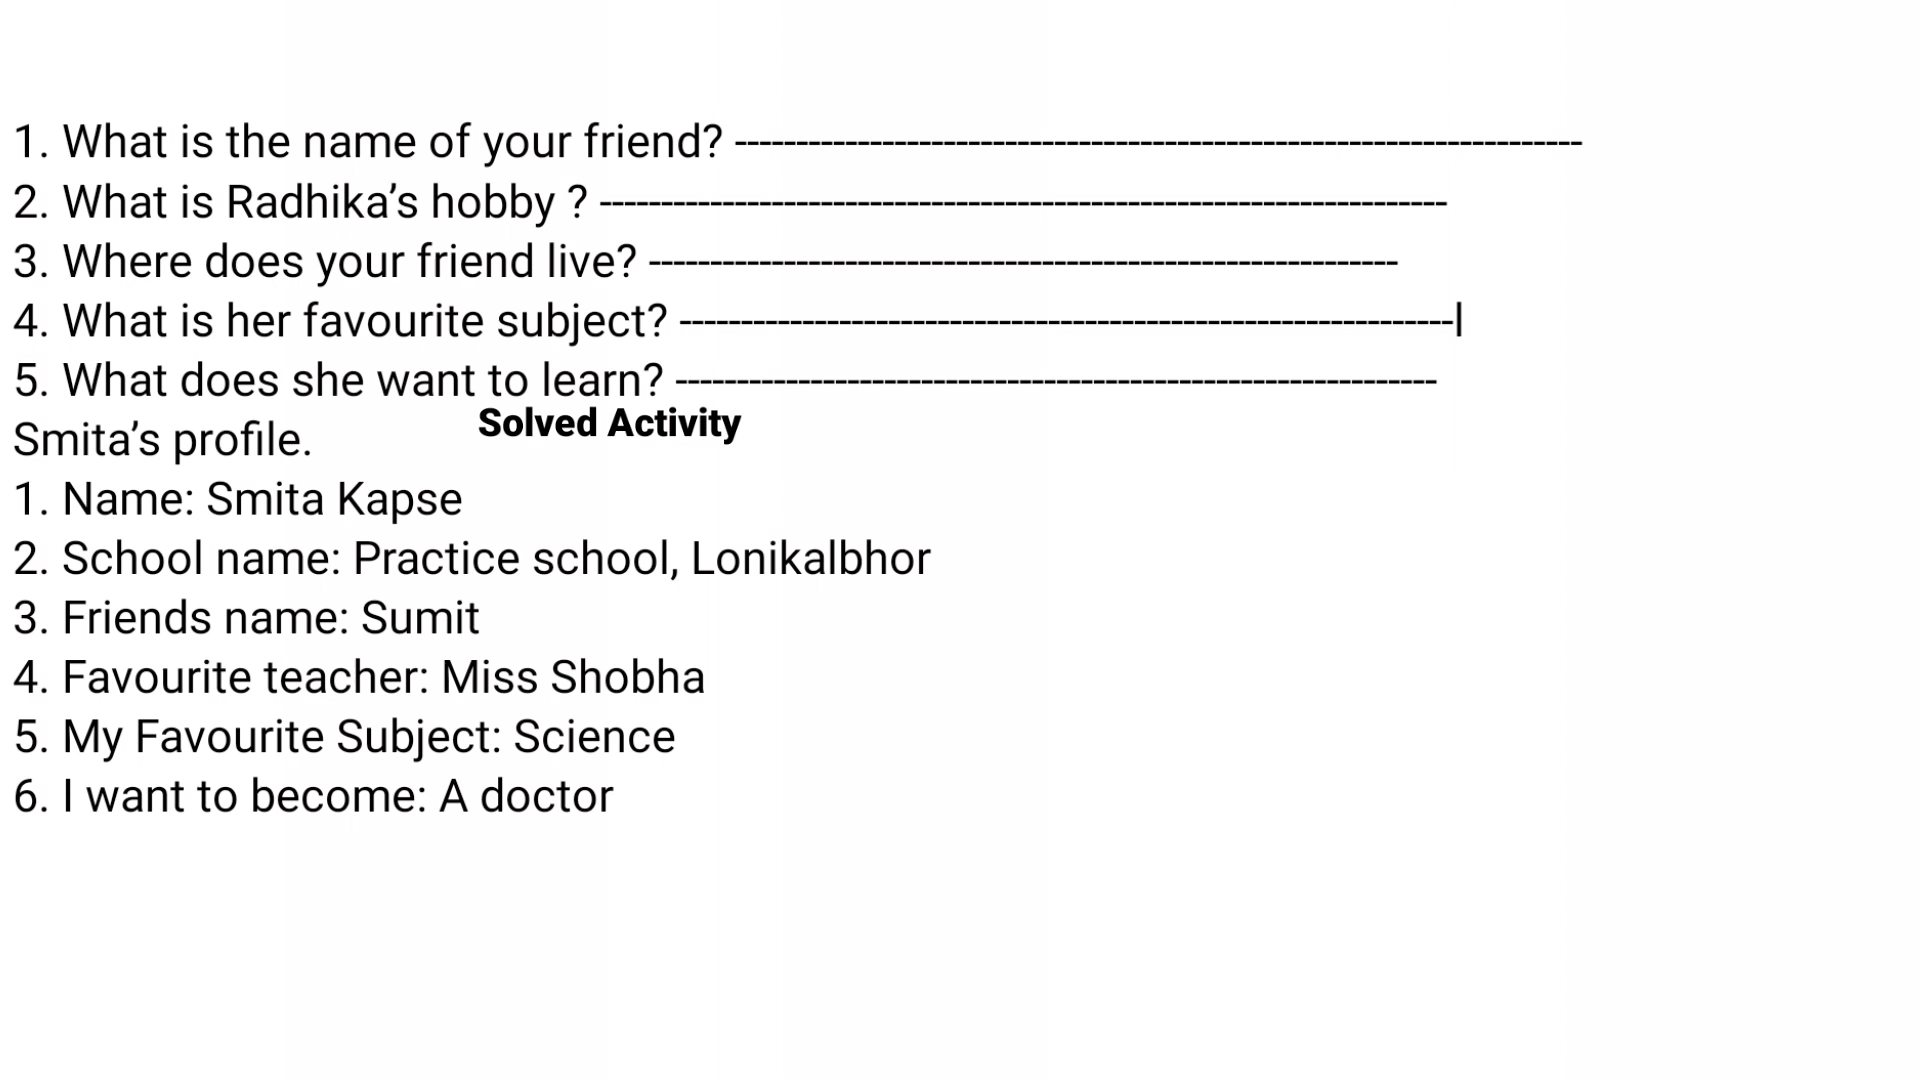 1. What is the name of your friend? ---------------------------------------------------------------------
2. What is Radhika’s hobby ? ---------------------------------------------------------------------
3. Where does your friend live? -------------------------------------------------------------
4. What is her favourite subject? ---------------------------------------------------------------|
5. What does she want to learn? --------------------------------------------------------------
Solved Activity
Smita’s profile.
1. Name: Smita Kapse
2. School name: Practice school, Lonikalbhor
3. Friends name: Sumit
4. Favourite teacher: Miss Shobha
5. My Favourite Subject: Science
6. I want to become: A doctor